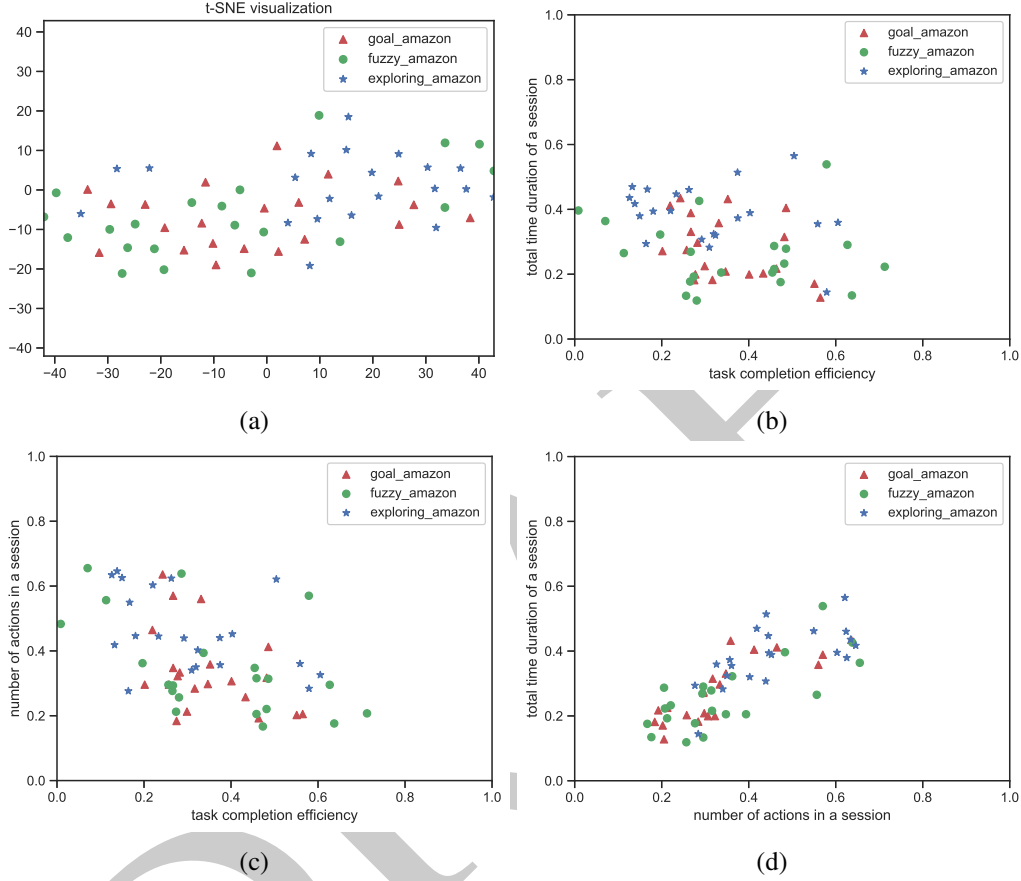 t-SNE visualization
goal_amazon
fuzzy_amazon
exploring_amazon
40
30
20
10
0
−10
−20
−30
−40
−40 −30 −20 −10 0 10 20 30 40
(a)
goal_amazon
fuzzy_amazon
exploring_amazon
total time duration of a session
1.0
0.8
0.6
0.4
0.2
0.0
0.0 0.2 0.4 0.6 0.8 1.0
task completion efficiency
(b)
goal_amazon
fuzzy_amazon
exploring_amazon
number of actions in a session
1.0
0.8
0.6
0.4
0.2
0.0
0.0 0.2 0.4 0.6 0.8 1.0
task completion efficiency
(c)
goal_amazon
fuzzy_amazon
exploring_amazon
total time duration of a session
1.0
0.8
0.6
0.4
0.2
0.0
0.0 0.2 0.4 0.6 0.8 1.0
number of actions in a session
(d)